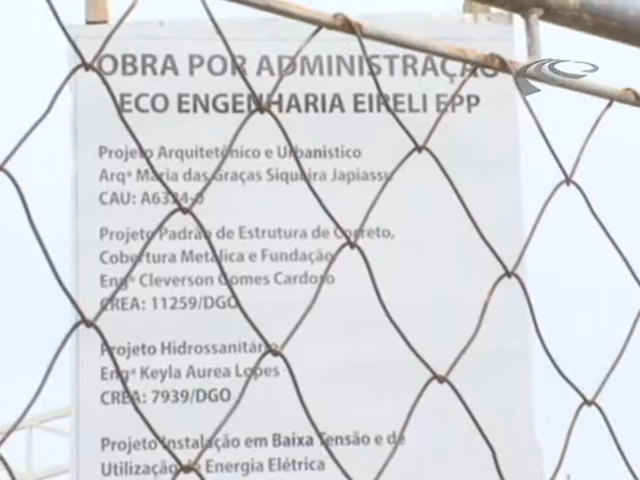 OBRA POR ADMINISTRAÇÃO
ECO ENGENHARIA EIRELI EPP
Projeto Arquitetônico e Urbanistico
Arqª Maria das Graças Siqueira Japiassu
CAU:
Projeto Padrão de Estrutura de Concreto,
Cobertura Metálica e Fundação
Engº Cleverson Gomes Cardoso
CREA: 11259/DGO
Projeto Hidrossanitário
Engª Keyla Aurea Lopes
CREA: 7939/DGO
Projeto Instalação em Baixa Tensão e de
Utilização de Energia Elétrica